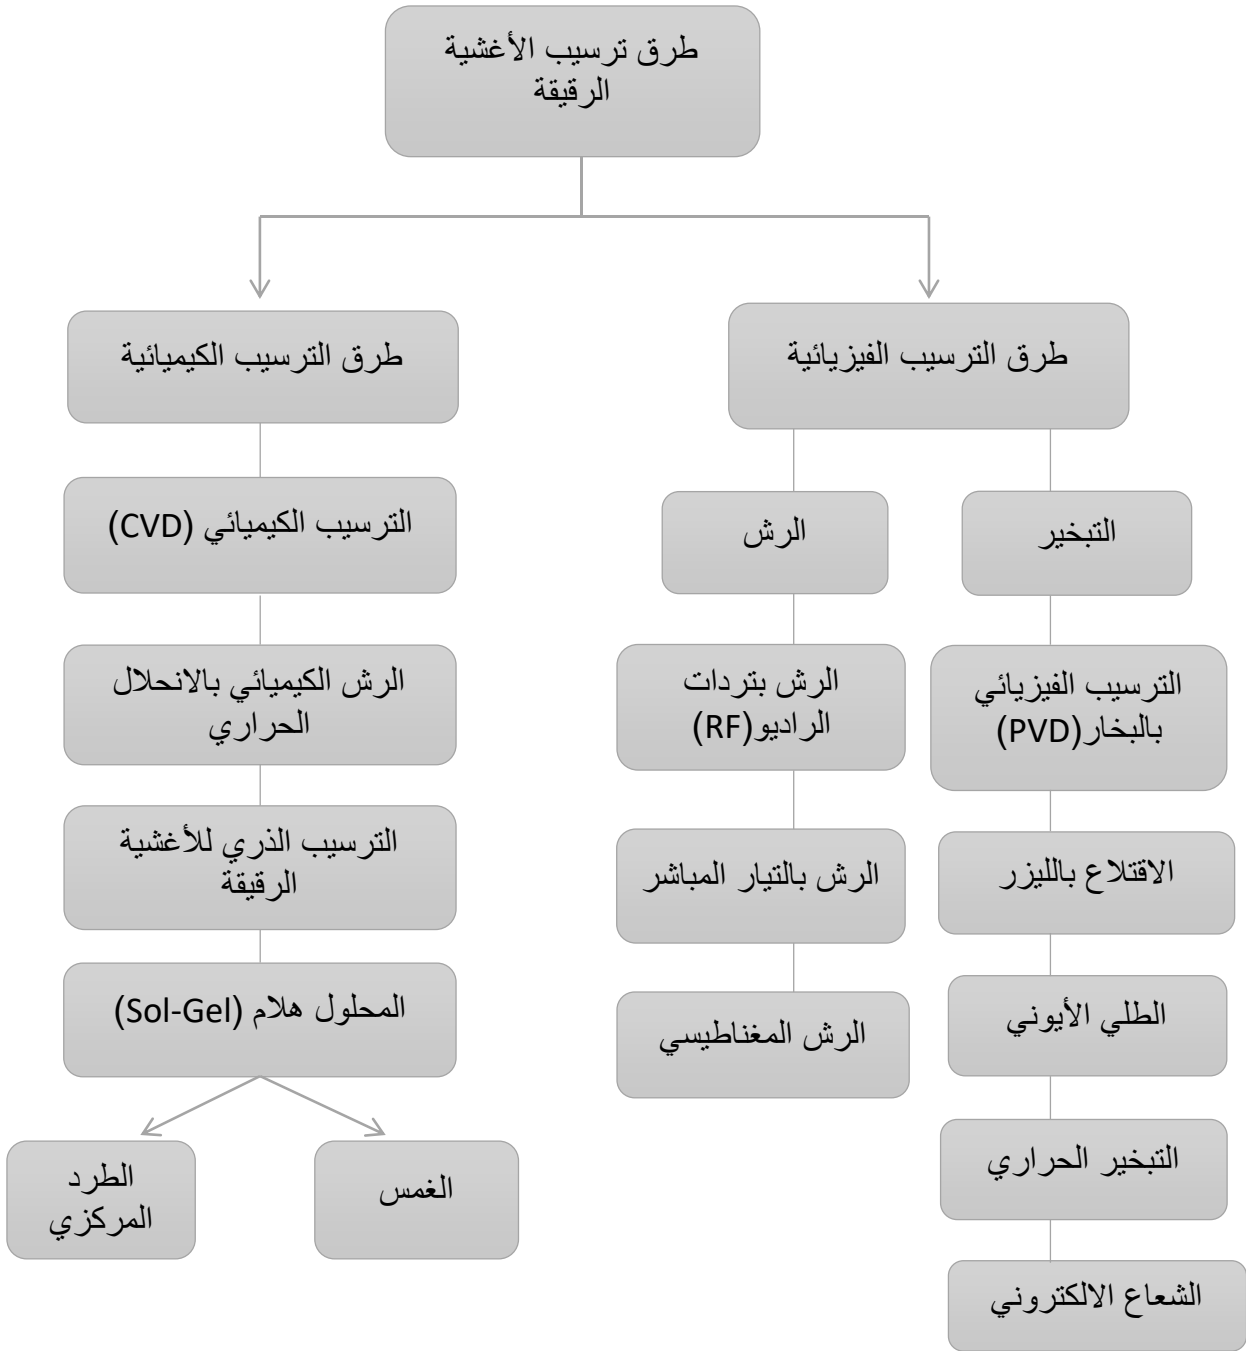 طرق ترسيب الأغشية
الرقيقة
طرق الترسيب الفيزيائية
طرق الترسيب الكيميائية
التبخير
الترسيب الفيزيائي
بالبخار(PVD)
الاقتلاع بالليزر
الطلي الأيوني
التبخير الحراري
الشعاع الالكتروني
الرش
الرش بتردات
الراديو(RF)
الرش بالتيار المباشر
الرش المغناطيسي
الترسيب الكيميائي (CVD)
الرش الكيميائي بالانحلال
الحراري
الترسيب الذري للأغشية
الرقيقة
المحلول هلام (Sol-Gel)
الغمس
الطرد
المركزي